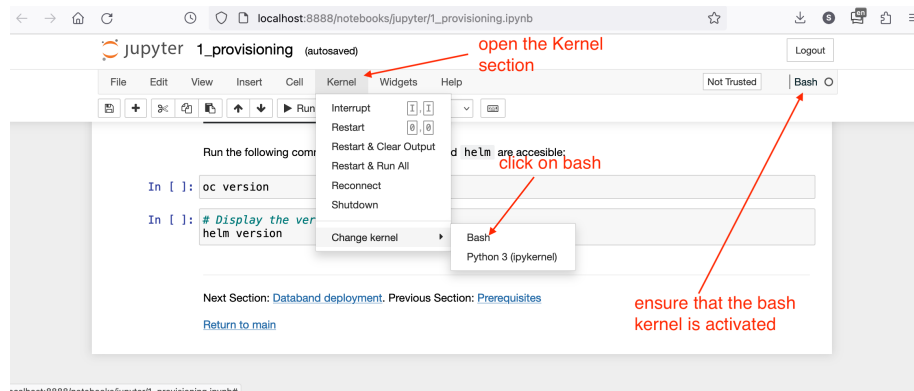 localhost:8888/notebooks/jupyter/1_provisioning.ipynb
S
en
jupyter 1_provisioning (autosaved)
open the Kernel
section
Logout
File Edit View Insert Cell Kernel Widgets Help
Not Trusted
Bash
Run
Interrupt I , I
Restart 0 , 0
Restart & Clear Output
Restart & Run All
Reconnect
Shutdown
Change kernel
Bash
Python 3 (ipykernel)
Run the following comm
d helm are accesible:
click on bash
In [ ]: oc version
In [ ]: # Display the ver
helm version
Next Section: Databand deployment. Previous Section: Prerequisites
Return to main
ensure that the bash
kernel is activated